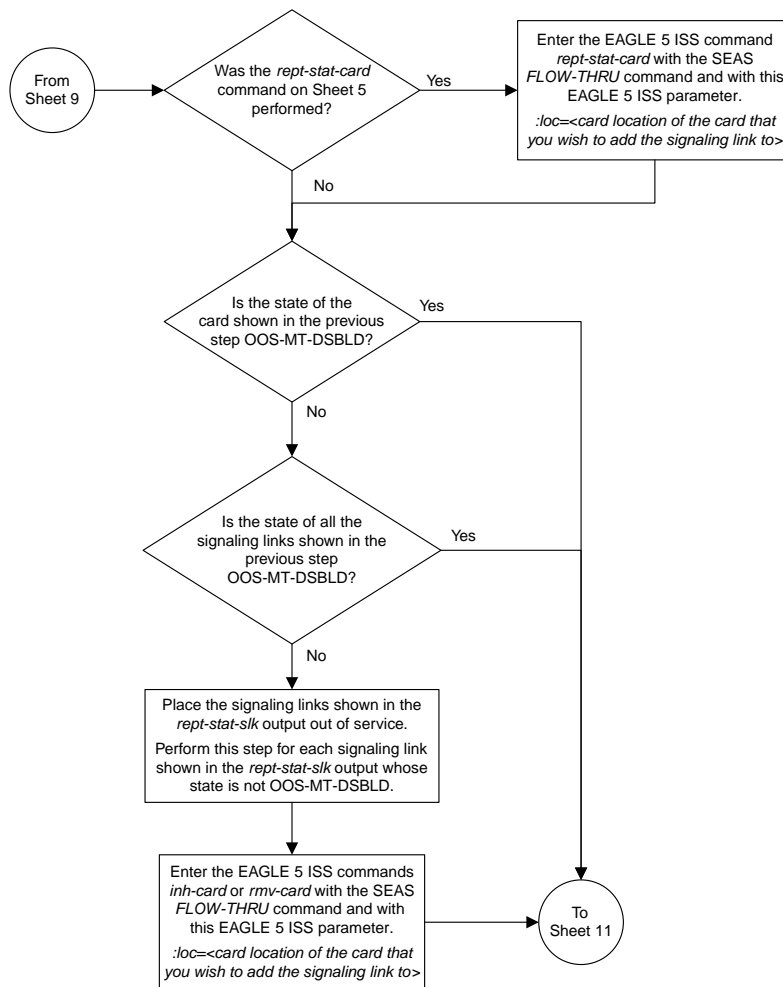 From
Sheet 9
Was the rept-stat-card
command on Sheet 5
performed?
Yes
Enter the EAGLE 5 ISS command
rept-stat-card with the SEAS
FLOW-THRU command and with this
EAGLE 5 ISS parameter.
:loc=<card location of the card that
you wish to add the signaling link to>
No
Is the state of the
card shown in the previous
step OOS-MT-DSBLD?
Yes
No
Is the state of all the
signaling links shown in the
previous step
OOS-MT-DSBLD?
Yes
No
Place the signaling links shown in the
rept-stat-slk output out of service.
Perform this step for each signaling link
shown in the rept-stat-slk output whose
state is not OOS-MT-DSBLD.
Enter the EAGLE 5 ISS commands
inh-card or rmv-card with the SEAS
FLOW-THRU command and with
this EAGLE 5 ISS parameter.
:loc=<card location of the card that
you wish to add the signaling link to>
To
Sheet 11